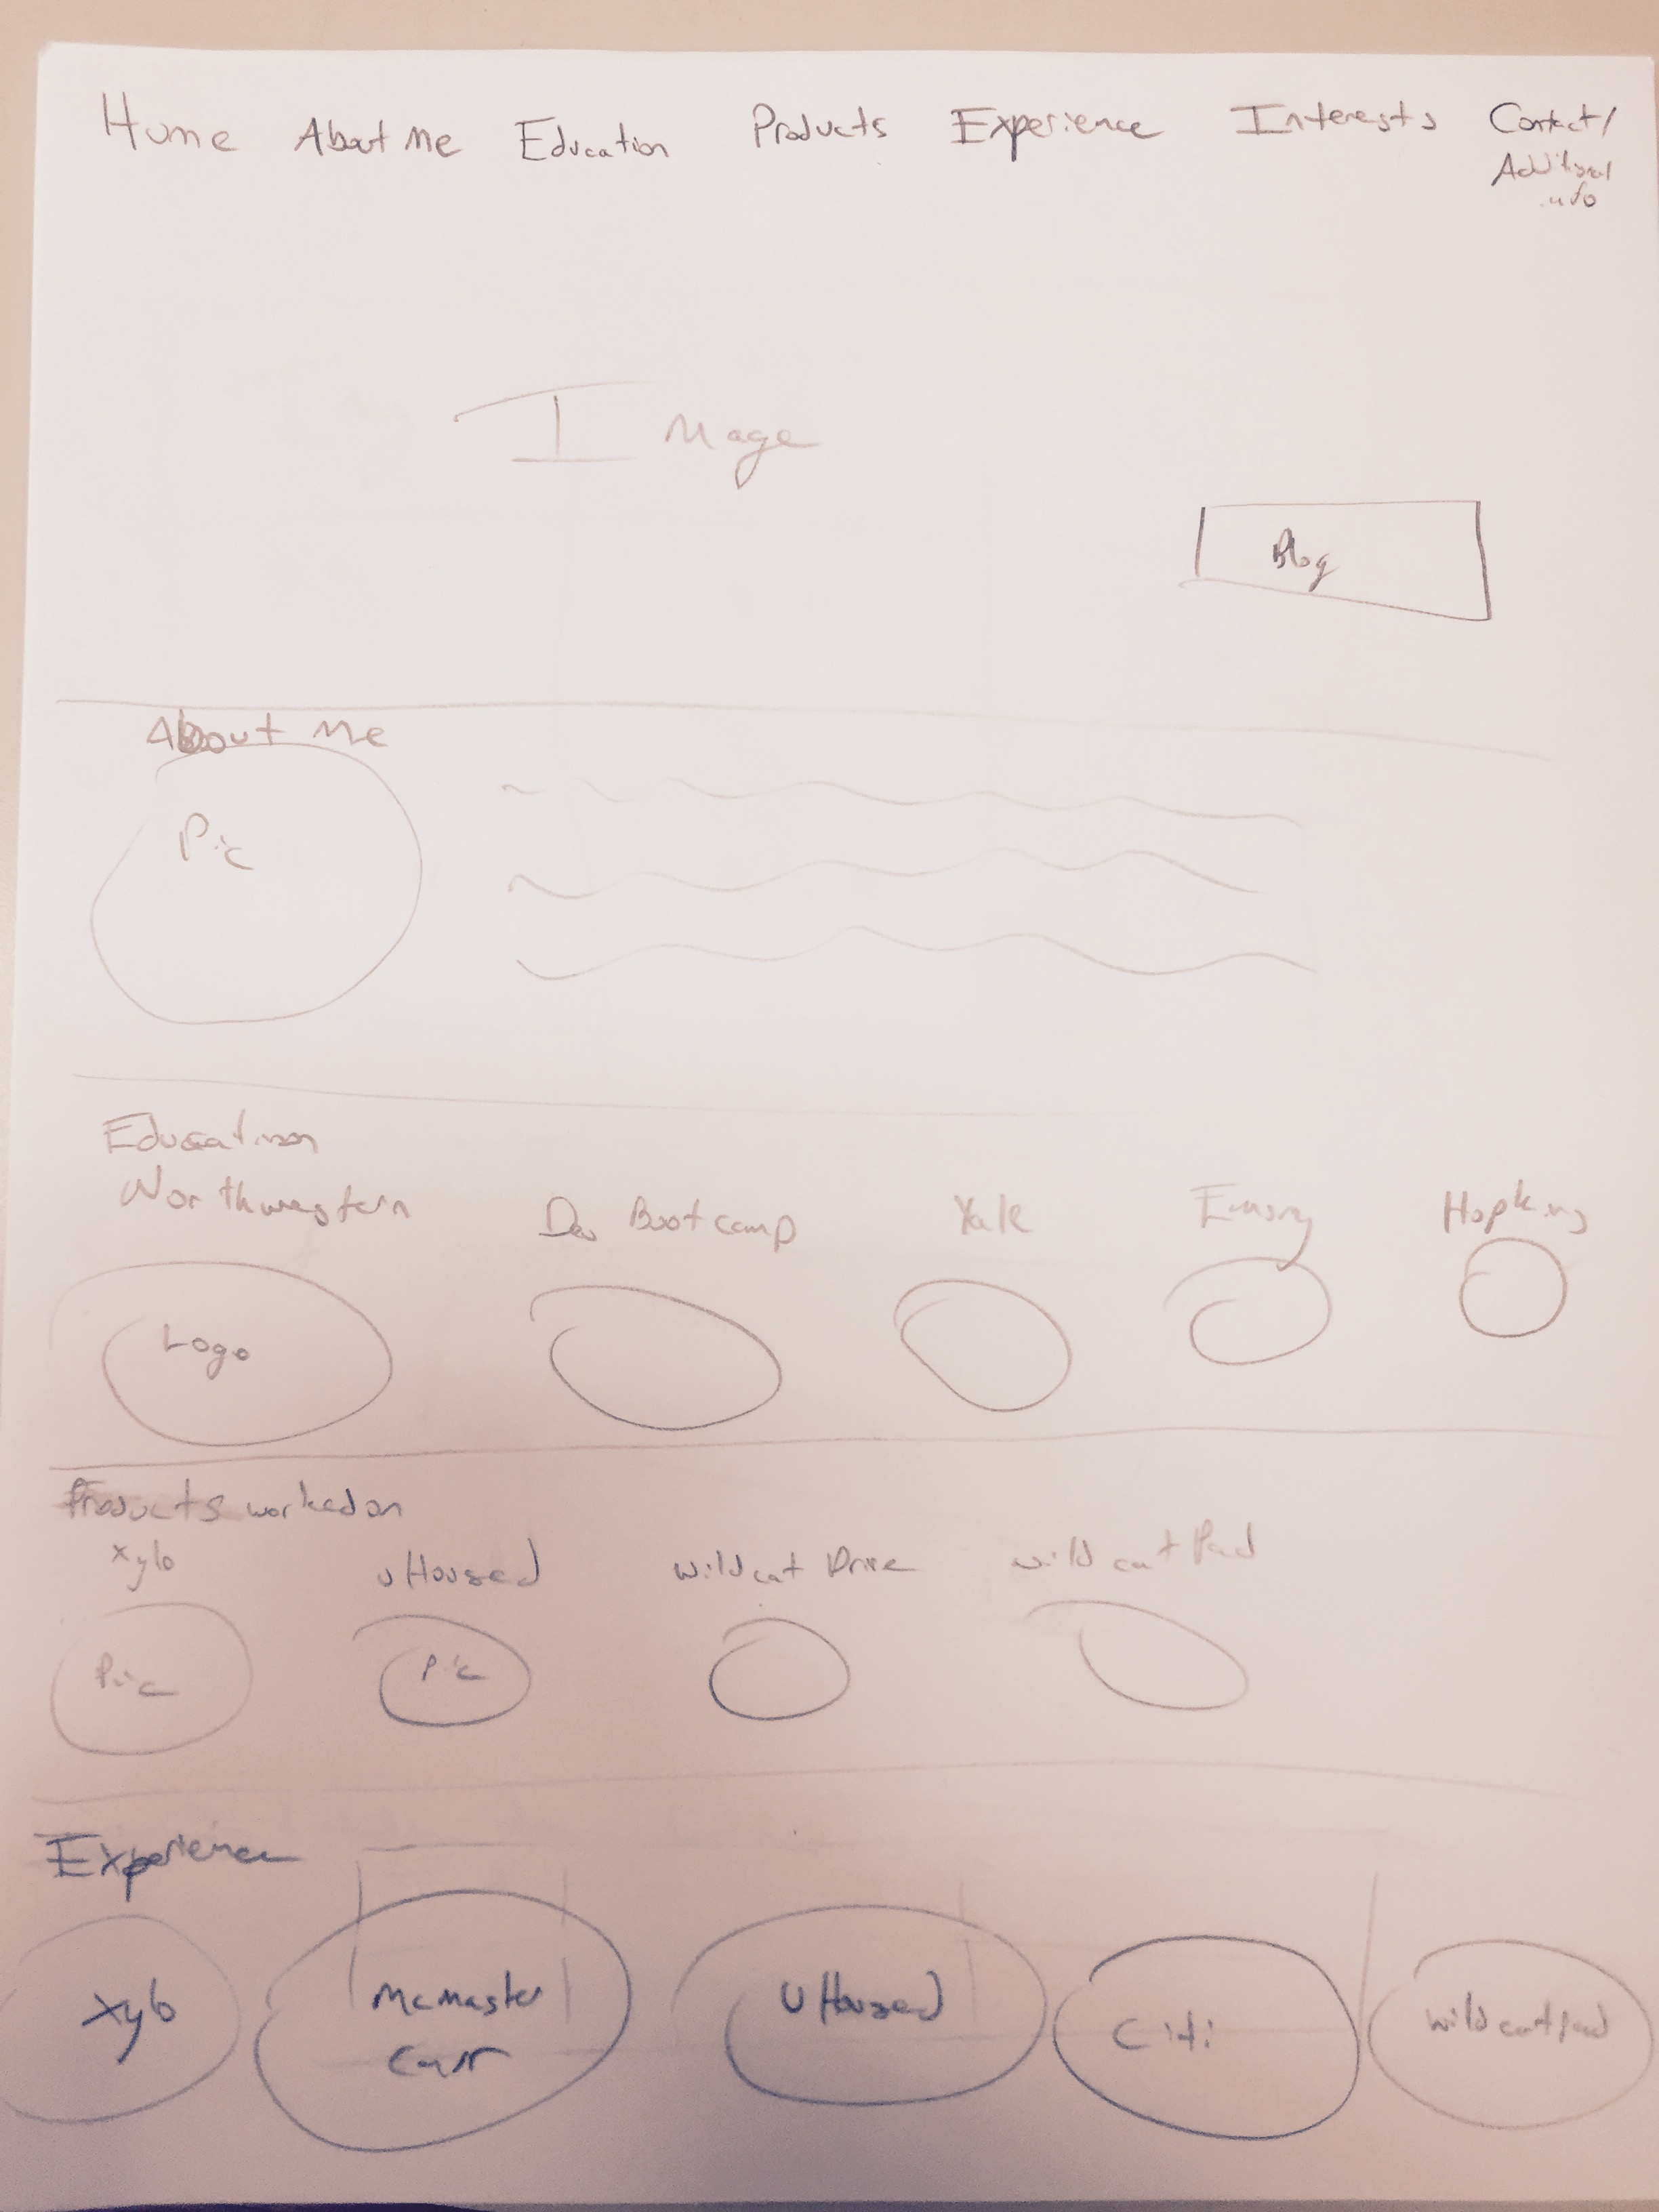 Home About Me Education Products Experience Interests Contact/
Additional
info
Image
Blog
About Me
Pic
Education
Northwestern Dev Bootcamp Yale Emory Hopkins
Logo
Products worked on
Xylo uHoused wildcat Drive wildcat Pad
Pic Pic
Experience
Xylo Mcmaster UHoused Citi wildcatpad
Carr